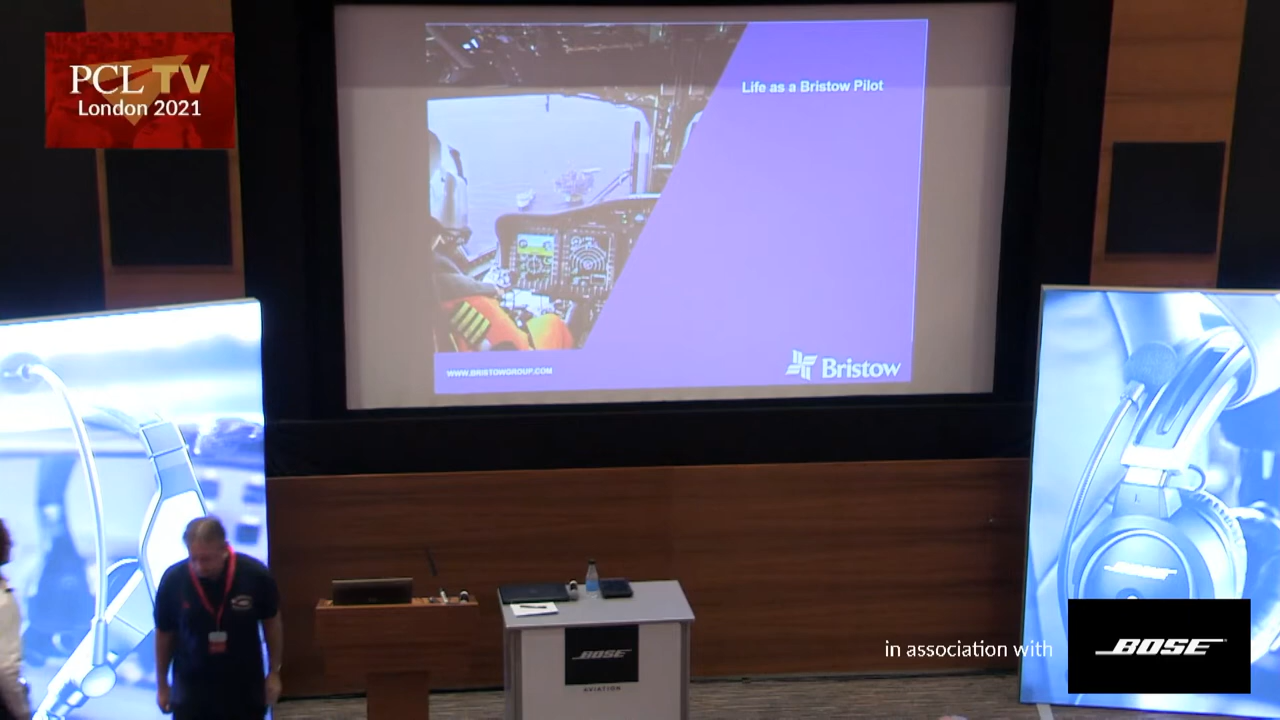 PCL TV
London 2021
Life as a Bristow Pilot
WWW.BRISTOWGROUP.COM
Bristow
BOSE
AVIATION
in association with
BOSE
BOSE